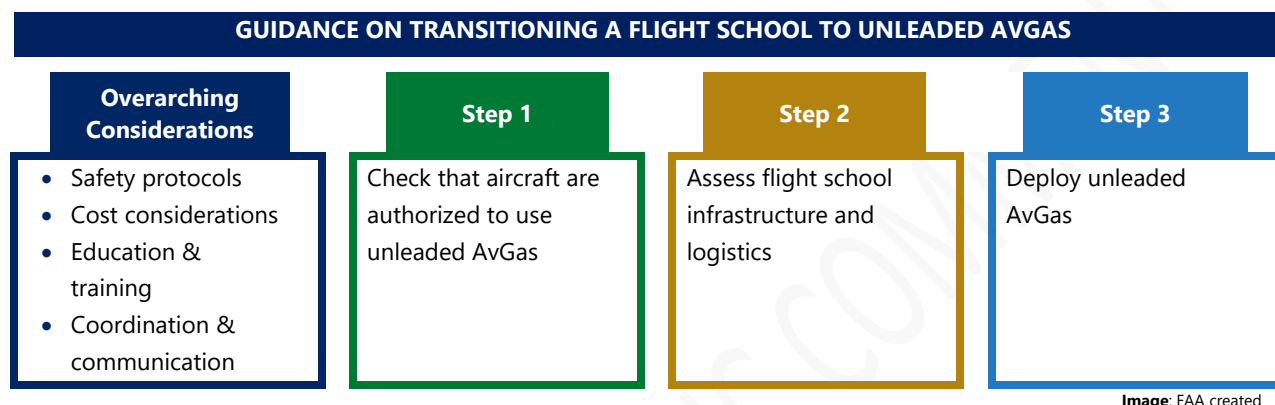 GUIDANCE ON TRANSITIONING A FLIGHT SCHOOL TO UNLEADED AVGAS
Overarching
Considerations
• Safety protocols
• Cost considerations
• Education &
training
• Coordination &
communication
Step 1
Check that aircraft are
authorized to use
unleaded AvGas
Step 2
Assess flight school
infrastructure and
logistics
Step 3
Deploy unleaded
AvGas
Image: FAA created